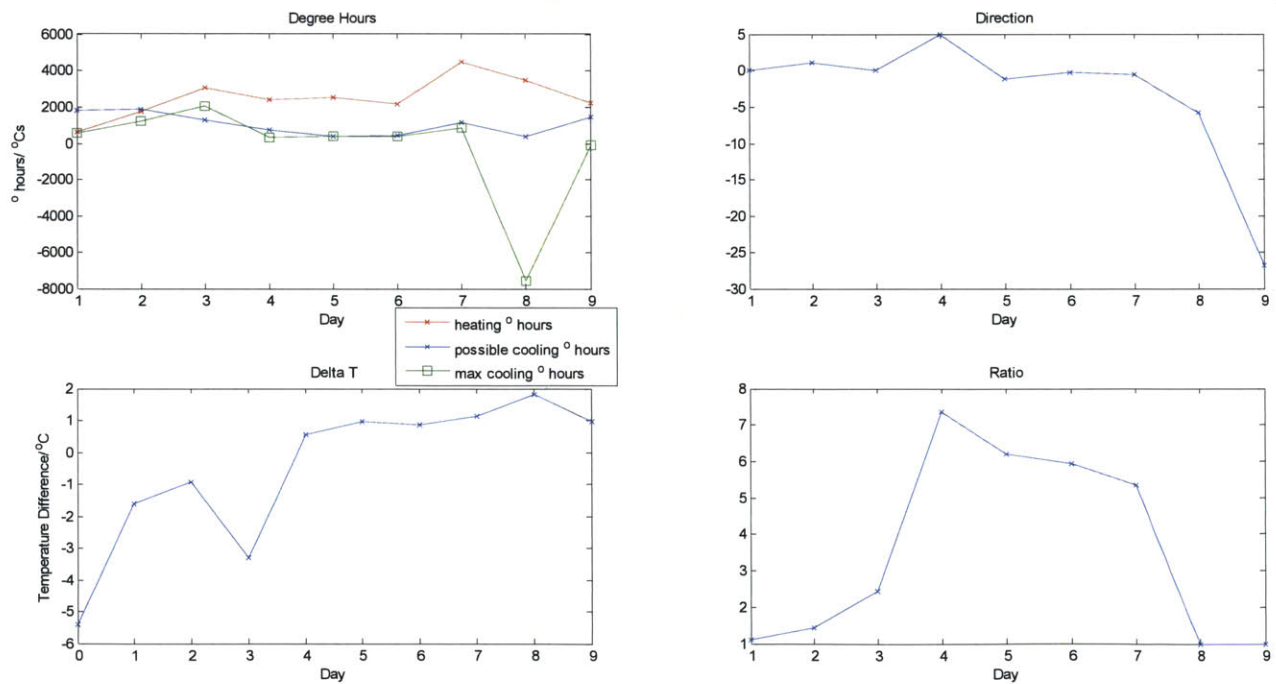 Degree Hours
6000
4000
2000
0
-2000
-4000
-6000
-8000
o hours/ oCs
1 2 3 4 5 6 7 8 9
Day
heating o hours
possible cooling o hours
max cooling o hours
Direction
5
0
-5
-10
-15
-20
-25
-30
1 2 3 4 5 6 7 8 9
Day
Delta T
2
1
0
-1
-2
-3
-4
-5
-6
Temperature Difference/oC
0 1 2 3 4 5 6 7 8 9
Day
Ratio
8
7
6
5
4
3
2
1
1 2 3 4 5 6 7 8 9
Day